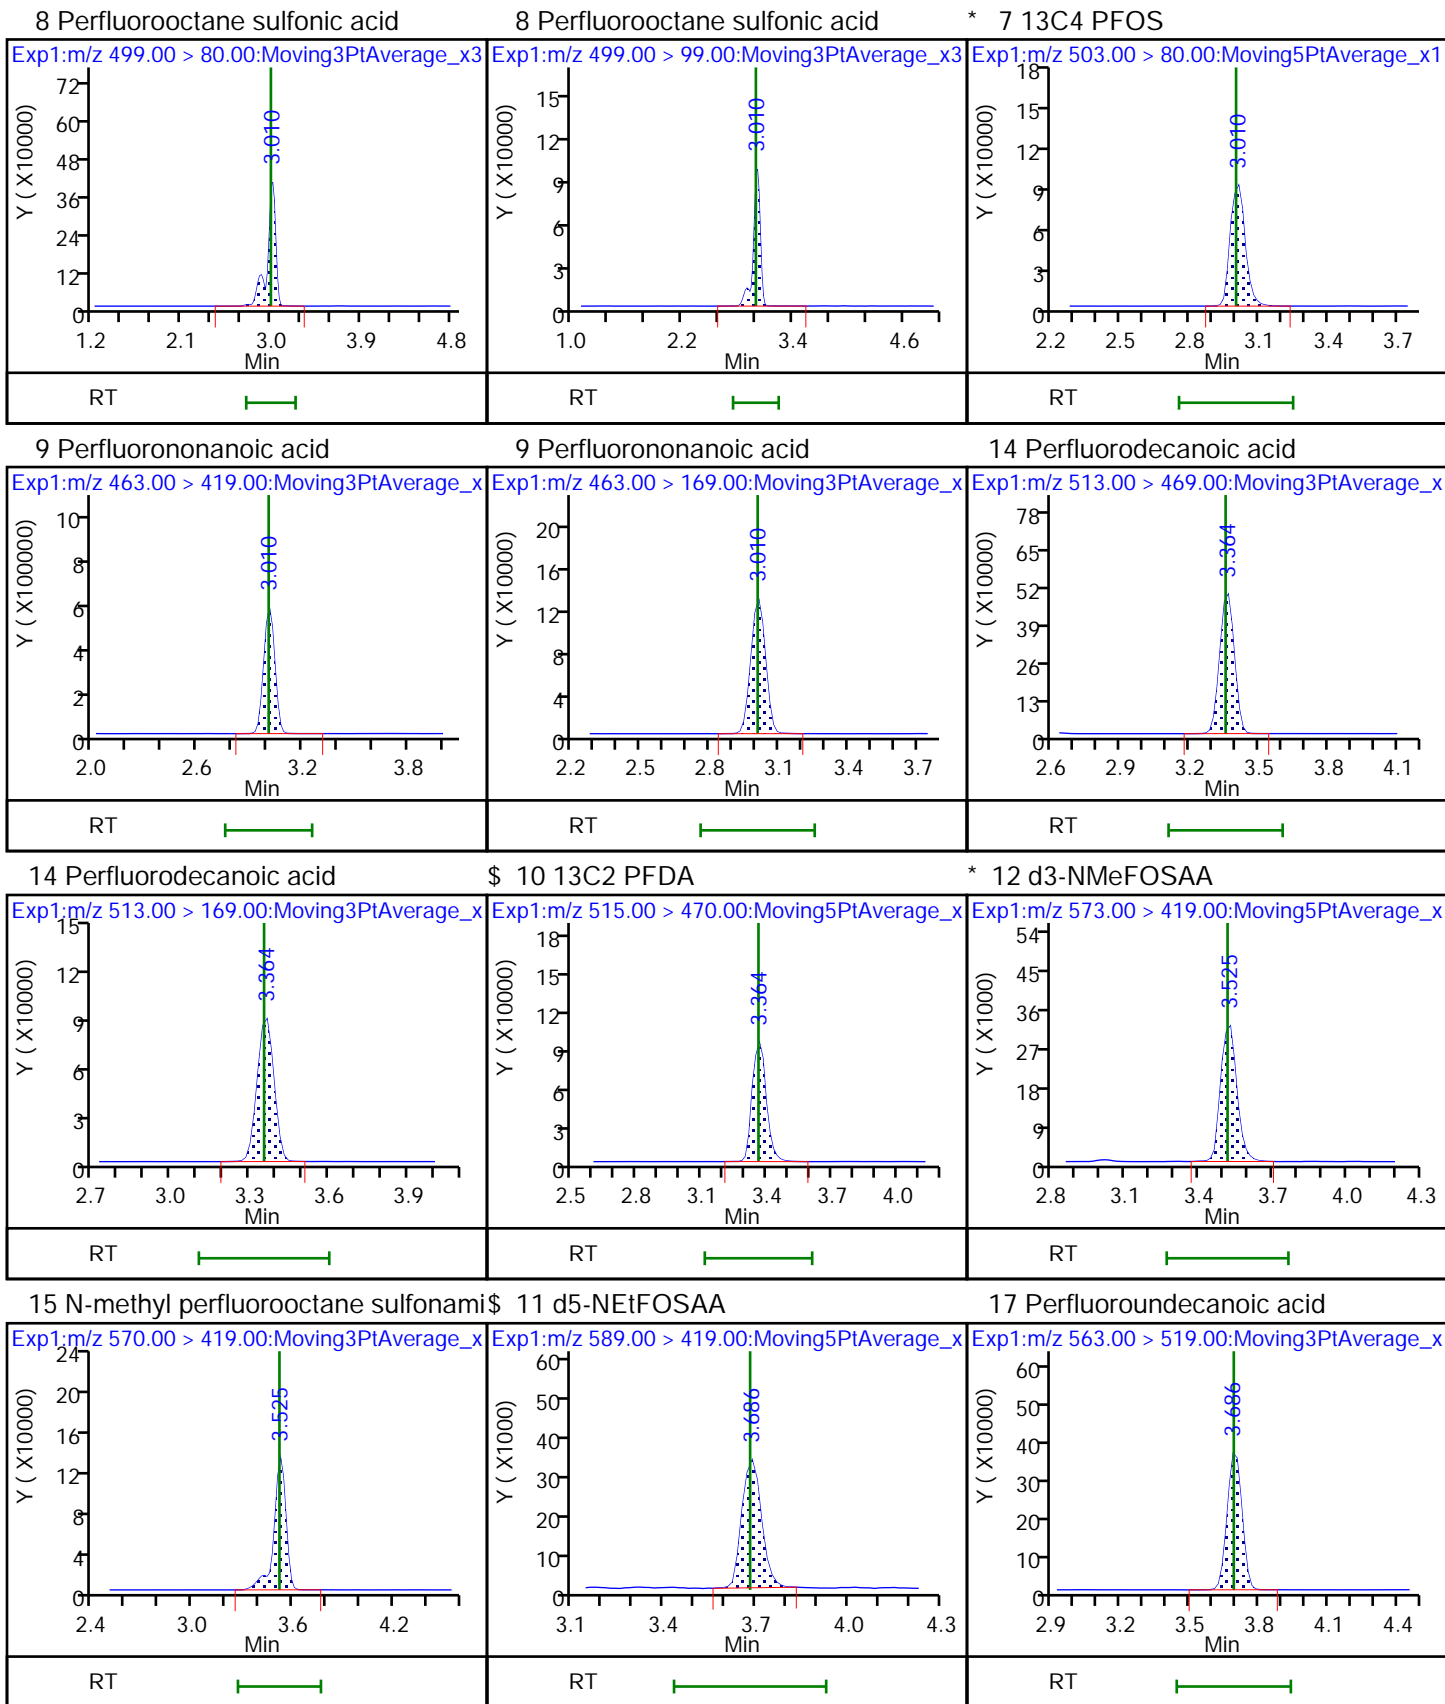 8 Perfluorooctane sulfonic acid
Exp1:m/z 499.00 > 80.00:Moving3PtAverage_x3
Y ( X10000)
72
60
48
36
24
12
0
3.010
1.2 2.1 3.0 3.9 4.8
Min
RT
8 Perfluorooctane sulfonic acid
Exp1:m/z 499.00 > 99.00:Moving3PtAverage_x3
Y ( X10000)
15
12
9
6
3
0
3.010
1.0 2.2 3.4 4.6
Min
RT
* 7 13C4 PFOS
Exp1:m/z 503.00 > 80.00:Moving5PtAverage_x1
Y ( X10000)
18
15
12
9
6
3
0
3.010
2.2 2.5 2.8 3.1 3.4 3.7
Min
RT
9 Perfluorononanoic acid
Exp1:m/z 463.00 > 419.00:Moving3PtAverage_x
Y ( X100000)
10
8
6
4
2
0
3.010
2.0 2.6 3.2 3.8
Min
RT
9 Perfluorononanoic acid
Exp1:m/z 463.00 > 169.00:Moving3PtAverage_x
Y ( X10000)
20
16
12
8
4
0
3.010
2.2 2.5 2.8 3.1 3.4 3.7
Min
RT
14 Perfluorodecanoic acid
Exp1:m/z 513.00 > 469.00:Moving3PtAverage_x
Y ( X10000)
78
65
52
39
26
13
0
3.364
2.6 2.9 3.2 3.5 3.8 4.1
Min
RT
14 Perfluorodecanoic acid
Exp1:m/z 513.00 > 169.00:Moving3PtAverage_x
Y ( X10000)
15
12
9
6
3
0
3.364
2.7 3.0 3.3 3.6 3.9
Min
RT
$ 10 13C2 PFDA
Exp1:m/z 515.00 > 470.00:Moving5PtAverage_x
Y ( X10000)
18
15
12
9
6
3
0
3.364
2.5 2.8 3.1 3.4 3.7 4.0
Min
RT
* 12 d3-NMeFOSAA
Exp1:m/z 573.00 > 419.00:Moving5PtAverage_x
Y ( X1000)
54
45
36
27
18
9
0
3.525
2.8 3.1 3.4 3.7 4.0 4.3
Min
RT
15 N-methyl perfluorooctane sulfonami
Exp1:m/z 570.00 > 419.00:Moving3PtAverage_x
Y ( X10000)
24
20
16
12
8
4
0
3.525
2.4 3.0 3.6 4.2
Min
RT
$ 11 d5-NEtFOSAA
Exp1:m/z 589.00 > 419.00:Moving5PtAverage_x
Y ( X1000)
60
50
40
30
20
10
0
3.686
3.1 3.4 3.7 4.0 4.3
Min
RT
17 Perfluoroundecanoic acid
Exp1:m/z 563.00 > 519.00:Moving3PtAverage_x
Y ( X10000)
60
50
40
30
20
10
0
3.686
2.9 3.2 3.5 3.8 4.1 4.4
Min
RT